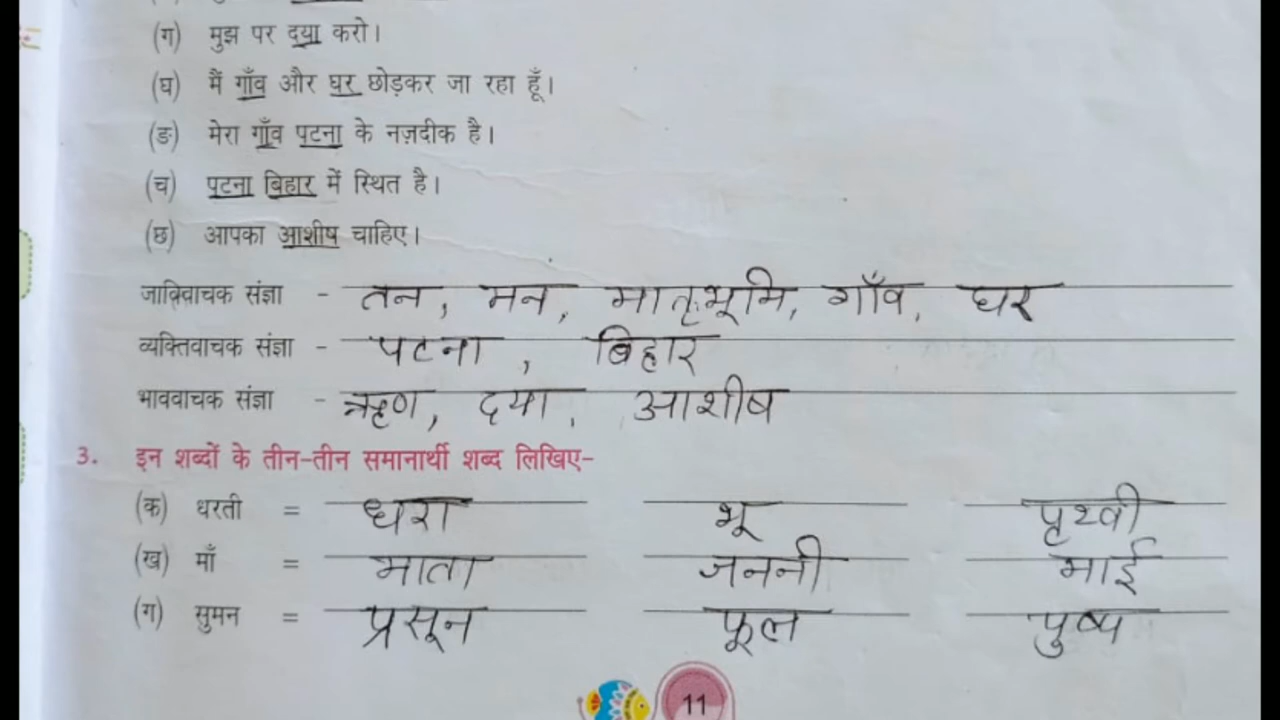 (ग) मुझ पर दया करो।
(घ) मैं गाँव और घर छोड़कर जा रहा हूँ।
(ङ) मेरा गाँव पटना के नज़दीक है।
(च) पटना बिहार में स्थित है।
(छ) आपका आशीष चाहिए।
जातिवाचक संज्ञा - तन, मन, मातृभूमि, गाँव, घर
व्यक्तिवाचक संज्ञा - पटना, बिहार
भाववाचक संज्ञा - ऋण, दया, आशीष
3. इन शब्दों के तीन-तीन समानार्थी शब्द लिखिए-
(क) धरती = धरा भू पृथ्वी
(ख) माँ = माता जननी माई
(ग) सुमन = प्रसून फूल पुष्प
11